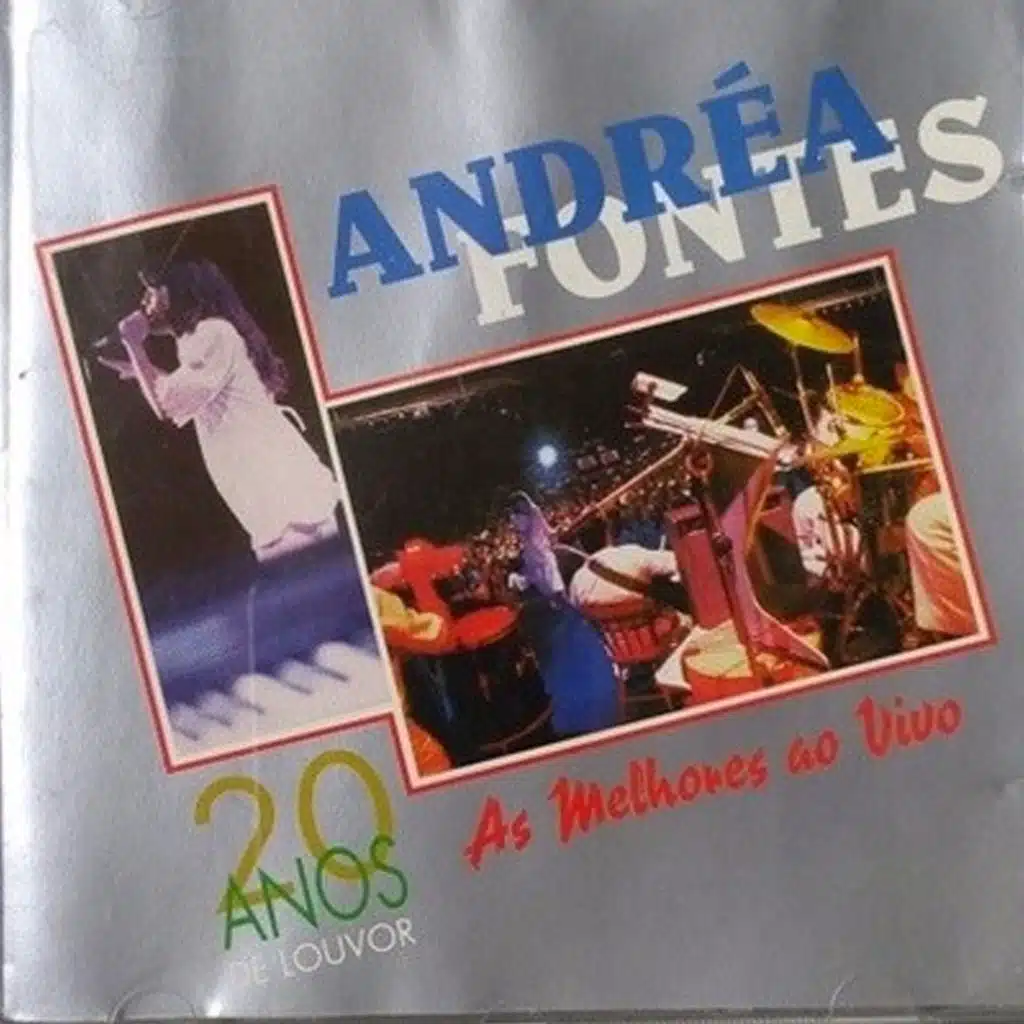 ANDRÉA
FONTES
As Melhores ao Vivo
20
ANOS
DE LOUVOR